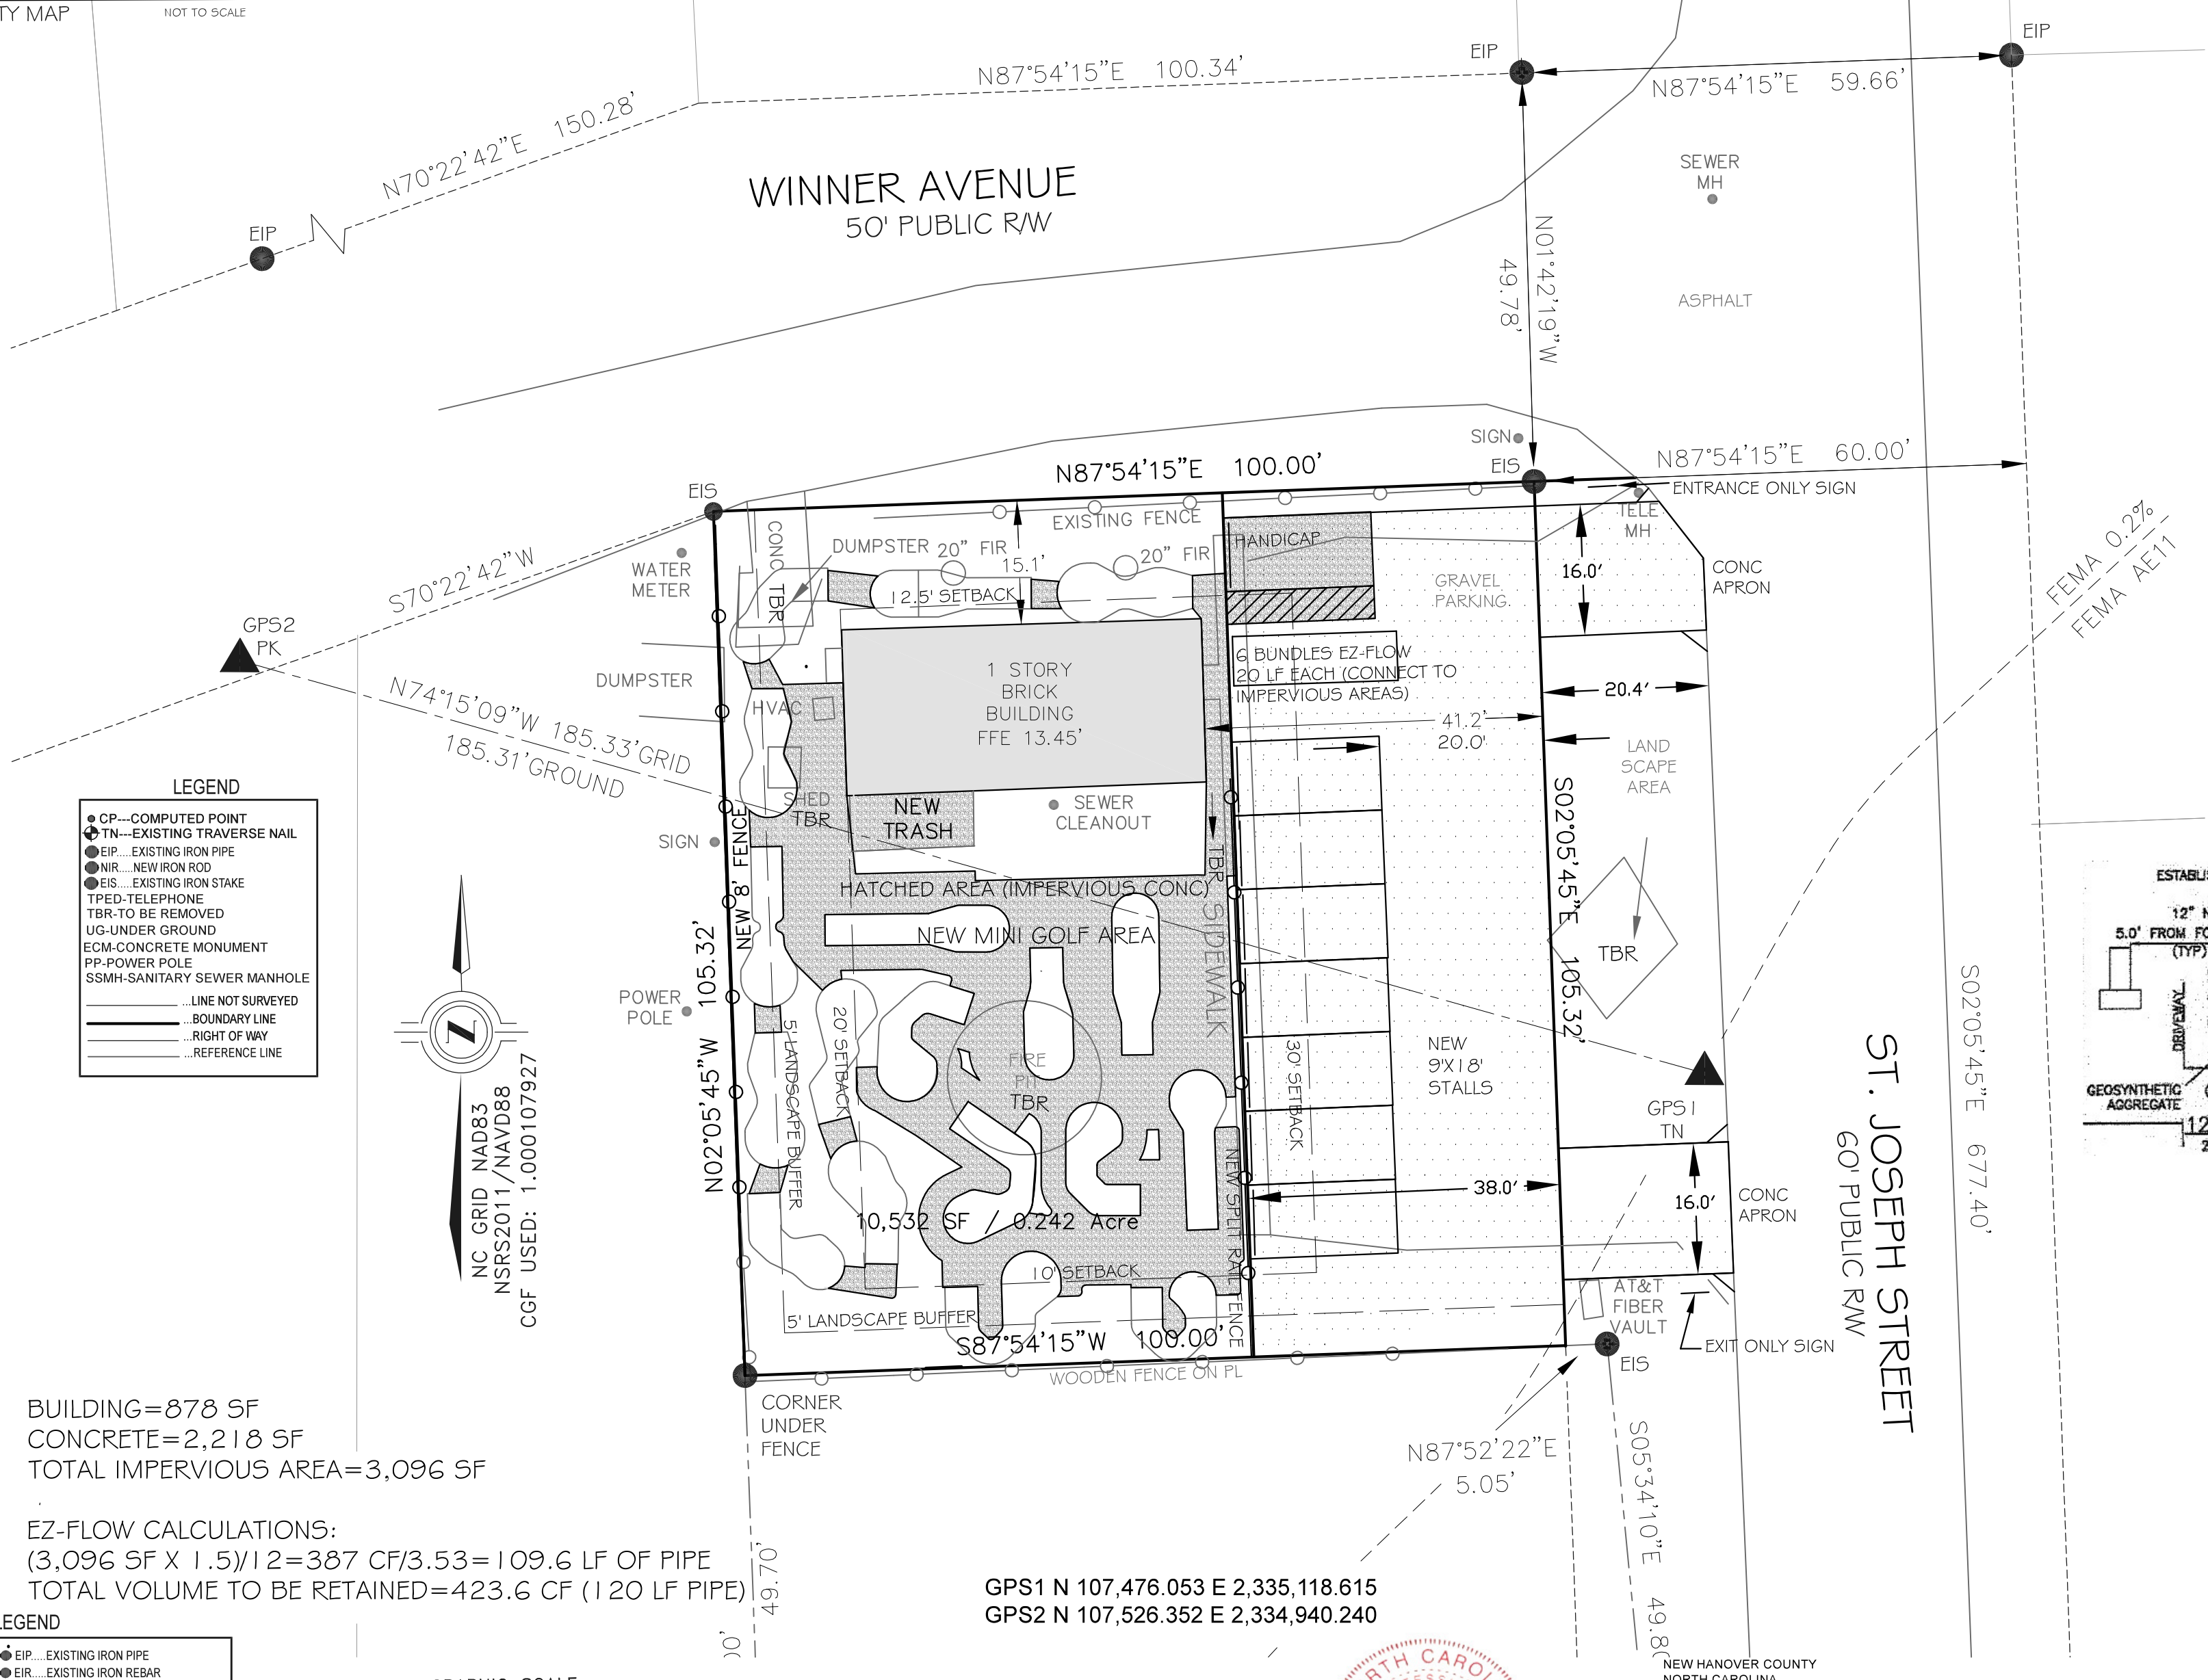 TY MAP
NOT TO SCALE
EIP
N87°54'15"E 100.34'
EIP
N87°54'15"E 59.66'
EIP
N70°22'42"E 150.28'
WINNER AVENUE
50' PUBLIC R/W
SEWER
MH
N01°42'19"W
49.78'
ASPHALT
SIGN
EIS
N87°54'15"E 100.00'
N87°54'15"E 60.00'
ENTRANCE ONLY SIGN
EIS
TELE
MH
EXISTING FENCE
CONC
TBR
DUMPSTER
20" FIR
15.1'
20" FIR
HANDICAP
WATER
METER
12.5' SETBACK
GRAVEL
PARKING
16.0'
CONC
APRON
FEMA 0.2%
FEMA AE11
S70°22'42"W
GPS2
PK
N74°15'09"W 185.33'GRID
185.31'GROUND
DUMPSTER
HVAC
1 STORY
BRICK
BUILDING
FFE 13.45'
6 BUNDLES EZ-FLOW
20 LF EACH (CONNECT TO
IMPERVIOUS AREAS)
20.4'
41.2'
20.0'
LAND
SCAPE
AREA
SHED
TBR
NEW
TRASH
SEWER
CLEANOUT
SIGN
NEW 8' FENCE
TBR
SIDEWALK
HATCHED AREA (IMPERVIOUS CONC)
NEW MINI GOLF AREA
S02°05'45"E 105.32'
TBR
N02°05'45"W 105.32'
POWER
POLE
5' LANDSCAPE BUFFER
20' SETBACK
FIRE
PIT
TBR
30' SETBACK
NEW
9'X18'
STALLS
GPS1
TN
10,532 SF / 0.242 Acre
NEW SPLIT RAIL FENCE
38.0'
16.0'
CONC
APRON
10' SETBACK
5' LANDSCAPE BUFFER
S87°54'15"W 100.00'
WOODEN FENCE ON PL
AT&T
FIBER
VAULT
EXIT ONLY SIGN
EIS
CORNER
UNDER
FENCE
N87°52'22"E
5.05'
S05°34'10"E
S02°05'45"E 677.40'
ST. JOSEPH STREET
60' PUBLIC R/W
LEGEND
CP---COMPUTED POINT
TN---EXISTING TRAVERSE NAIL
EIP.....EXISTING IRON PIPE
NIR.....NEW IRON ROD
EIS.....EXISTING IRON STAKE
TPED-TELEPHONE
TBR-TO BE REMOVED
UG-UNDER GROUND
ECM-CONCRETE MONUMENT
PP-POWER POLE
SSMH-SANITARY SEWER MANHOLE
...LINE NOT SURVEYED
...BOUNDARY LINE
...RIGHT OF WAY
...REFERENCE LINE
NC GRID NAD83
NSRS2011/NAVD88
CGF USED: 1.000107927
12"
5.0' FROM
(TYP)
DRIVEWAY
GEOSYNTHETIC
AGGREGATE
12
BUILDING=878 SF
CONCRETE=2,218 SF
TOTAL IMPERVIOUS AREA=3,096 SF
EZ-FLOW CALCULATIONS:
(3,096 SF X 1.5)/12=387 CF/3.53=109.6 LF OF PIPE
TOTAL VOLUME TO BE RETAINED=423.6 CF (120 LF PIPE)
49.70'
GPS1 N 107,476.053 E 2,335,118.615
GPS2 N 107,526.352 E 2,334,940.240
LEGEND
EIP.....EXISTING IRON PIPE
EIR.....EXISTING IRON REBAR
NEW HANOVER COUNTY